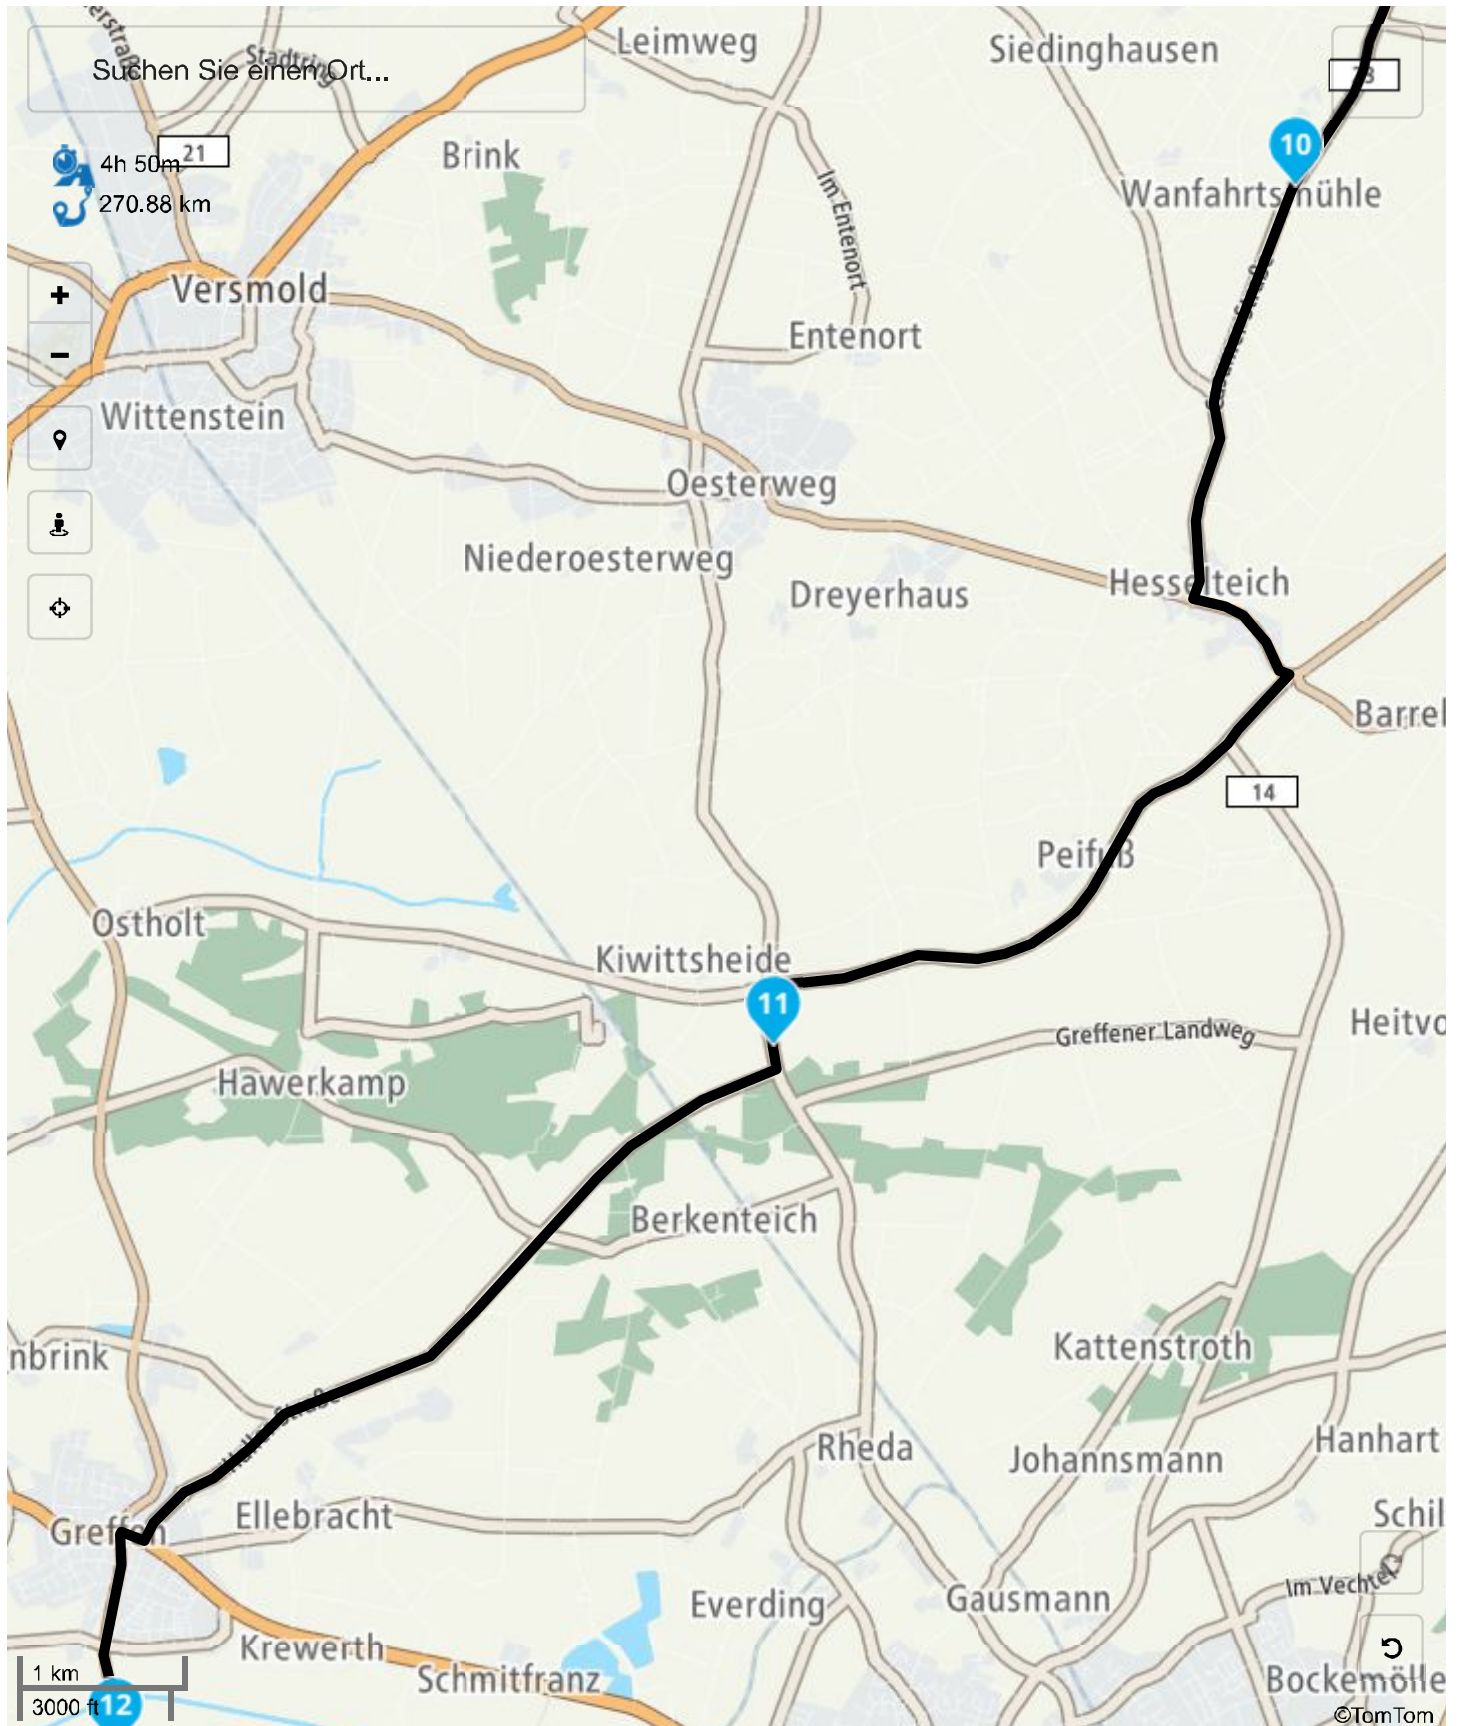 Leimweg
Siedinghausen
Stadtring
Suchen Sie einen Ort...
21
Brink
10
4h 50m
270.88 km
Wanfahrtsmühle
Im Entenort
Versmold
+
Entenort
−
Wittenstein
Oesterweg
Niederoesterweg
Hesselteich
Dreyerhaus
Barrel
14
Peifuß
Ostholt
Kiwittsheide
11
Greffener Landweg
Heitvo
Hawerkamp
Berkenteich
Kattenstroth
nbrink
Rheda
Johannsmann
Hanhart
Ellebracht
Schil
Greffen
Im Vechtel
Everding
Gausmann
Krewerth
Schmitfranz
Bockemölle
1 km
3000 ft
12
©TomTom